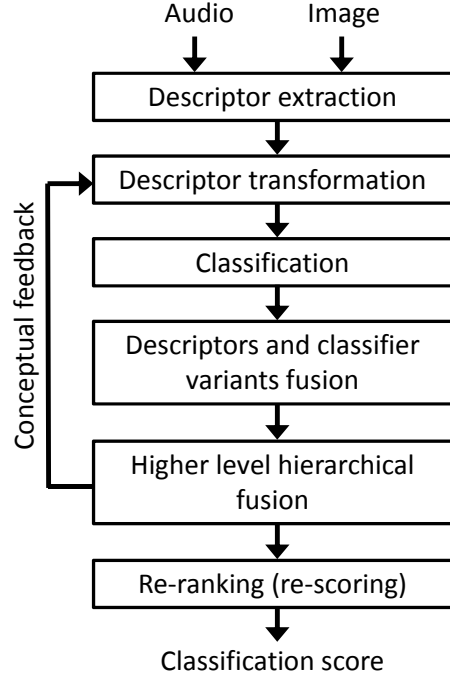 Audio Image
Descriptor extraction
Descriptor transformation
Classification
Descriptors and classifier
variants fusion
Higher level hierarchical
fusion
Re-ranking (re-scoring)
Classification score
Conceptual feedback